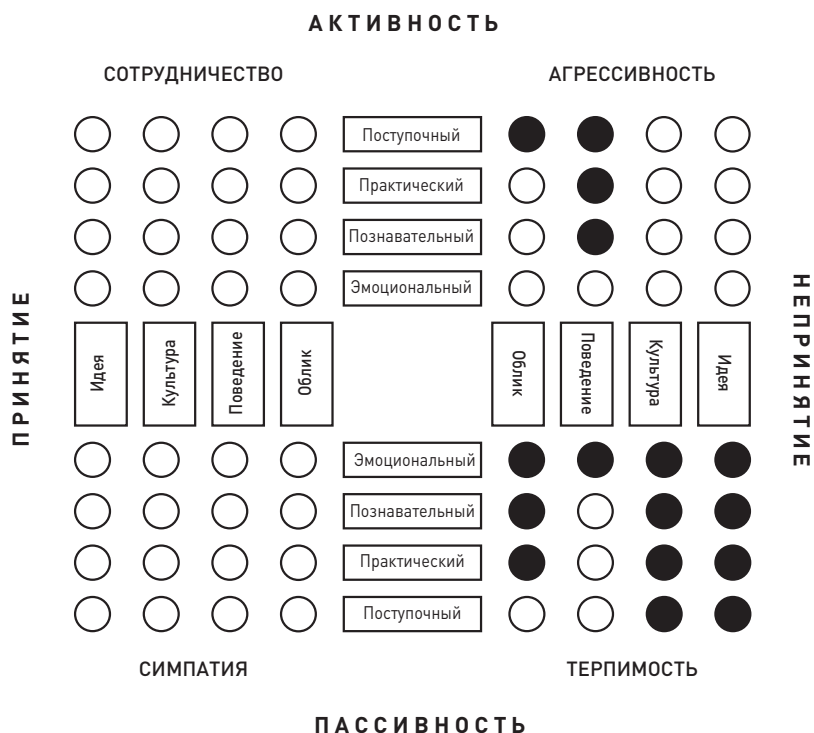 АКТИВНОСТЬ
СОТРУДНИЧЕСТВО
АГРЕССИВНОСТЬ
Поступочный
Практический
Познавательный
Эмоциональный
ПРИНЯТИЕ
Идея
Культура
Поведение
Облик
Облик
Поведение
Культура
Идея
НЕПРИНЯТИЕ
Эмоциональный
Познавательный
Практический
Поступочный
СИМПАТИЯ
ТЕРПИМОСТЬ
ПАССИВНОСТЬ